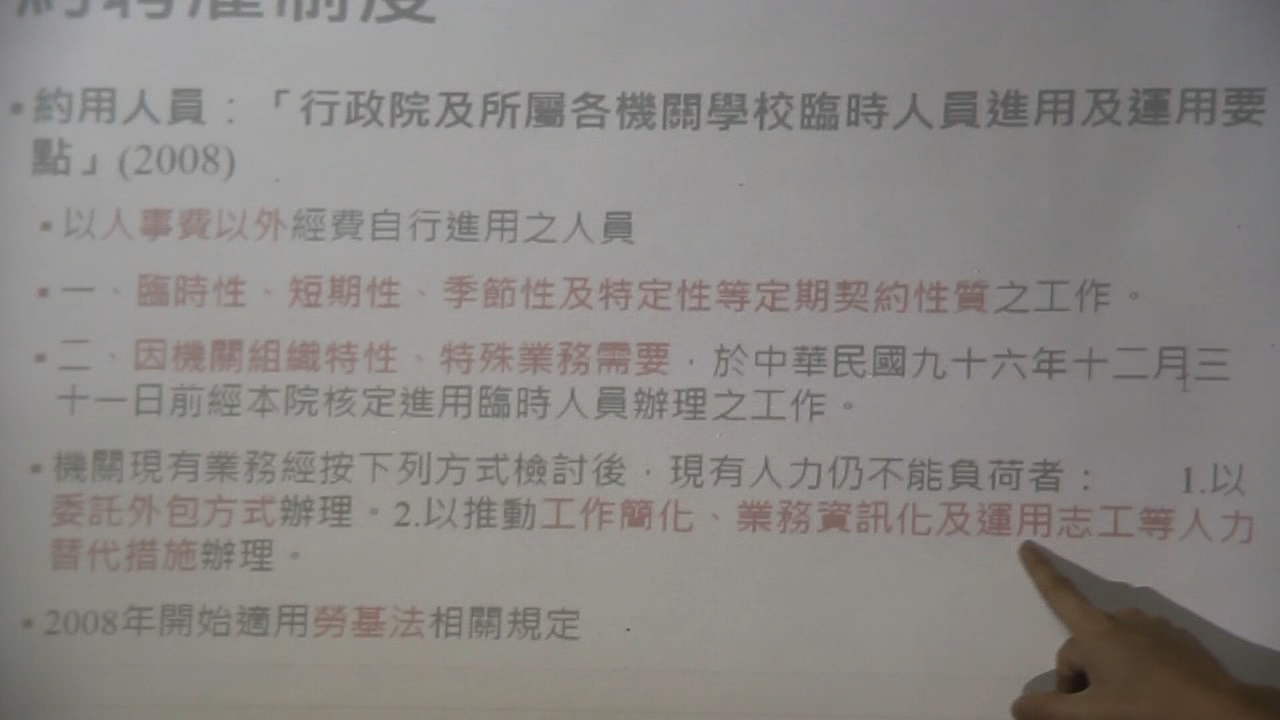 約聘雇制度
▪約用人員：「行政院及所屬各機關學校臨時人員進用及運用要
點」(2008)
▪以人事費以外經費自行進用之人員
▪一、臨時性、短期性、季節性及特定性等定期契約性質之工作。
▪二、因機關組織特性、特殊業務需要，於中華民國九十六年十二月三
十一日前經本院核定進用臨時人員辦理之工作。
▪機關現有業務經按下列方式檢討後，現有人力仍不能負荷者： 1.以
委託外包方式辦理。2.以推動工作簡化、業務資訊化及運用志工等人力
替代措施辦理。
▪2008年開始適用勞基法相關規定